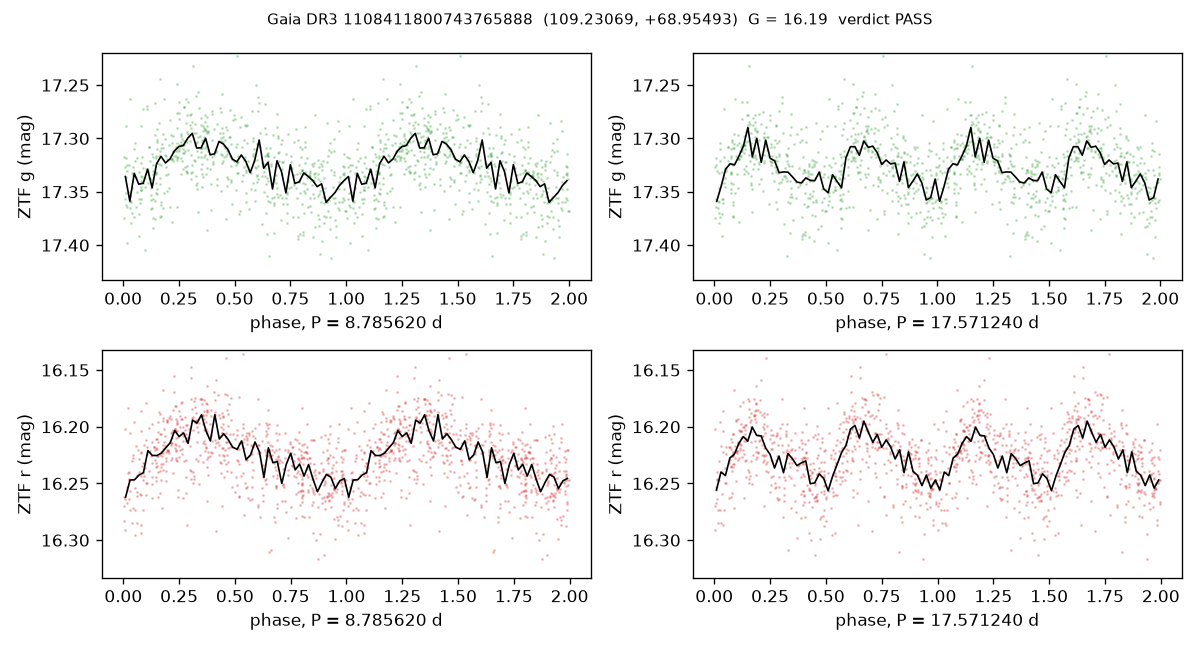 Gaia DR3 1108411800743765888  (109.23069, +68.95493)  G = 16.19  verdict PASS
ZTF g (mag)
17.25
17.30
17.35
17.40
0.00 0.25 0.50 0.75 1.00 1.25 1.50 1.75 2.00
phase, P = 8.785620 d
ZTF g (mag)
17.25
17.30
17.35
17.40
0.00 0.25 0.50 0.75 1.00 1.25 1.50 1.75 2.00
phase, P = 17.571240 d
ZTF r (mag)
16.15
16.20
16.25
16.30
0.00 0.25 0.50 0.75 1.00 1.25 1.50 1.75 2.00
phase, P = 8.785620 d
ZTF r (mag)
16.15
16.20
16.25
16.30
0.00 0.25 0.50 0.75 1.00 1.25 1.50 1.75 2.00
phase, P = 17.571240 d